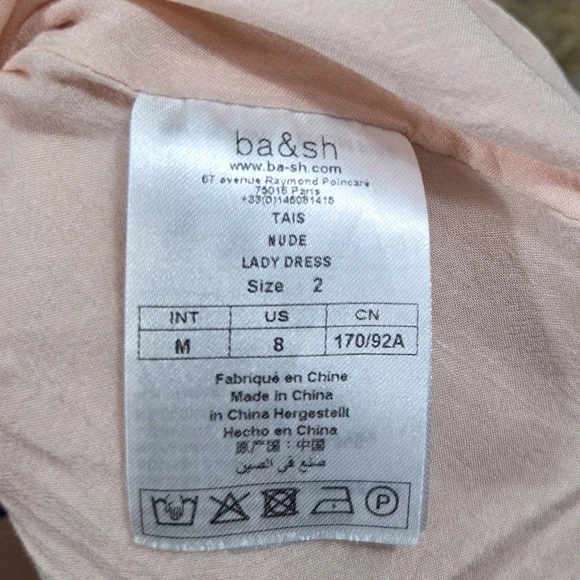 ba&sh
www.ba-sh.com
67 avenue Raymond Poincaré
75016 Paris
+33(0)146081415
TAIS
NUDE
LADY DRESS
Size 2
INT US CN
M 8 170/92A
Fabriqué en Chine
Made in China
in China Hergestellt
Hecho en China
原产国：中国
صنع في الصين
P